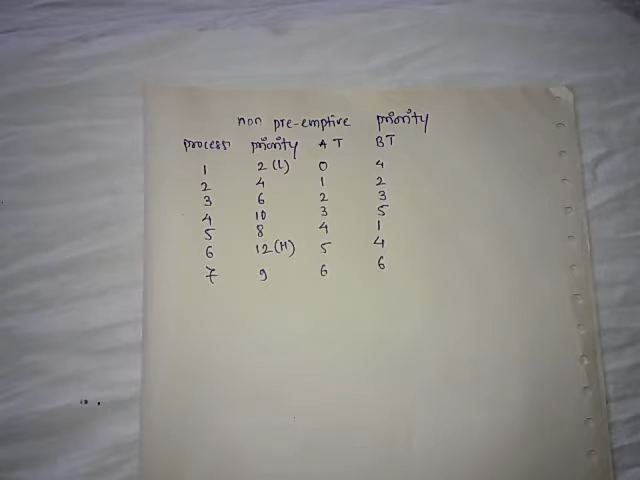 non pre-emptive priority
process priority AT BT
1 2(L) 0 4
2 4 1 2
3 6 2 3
4 10 3 5
5 8 4 1
6 12(H) 5 4
7 9 6 6